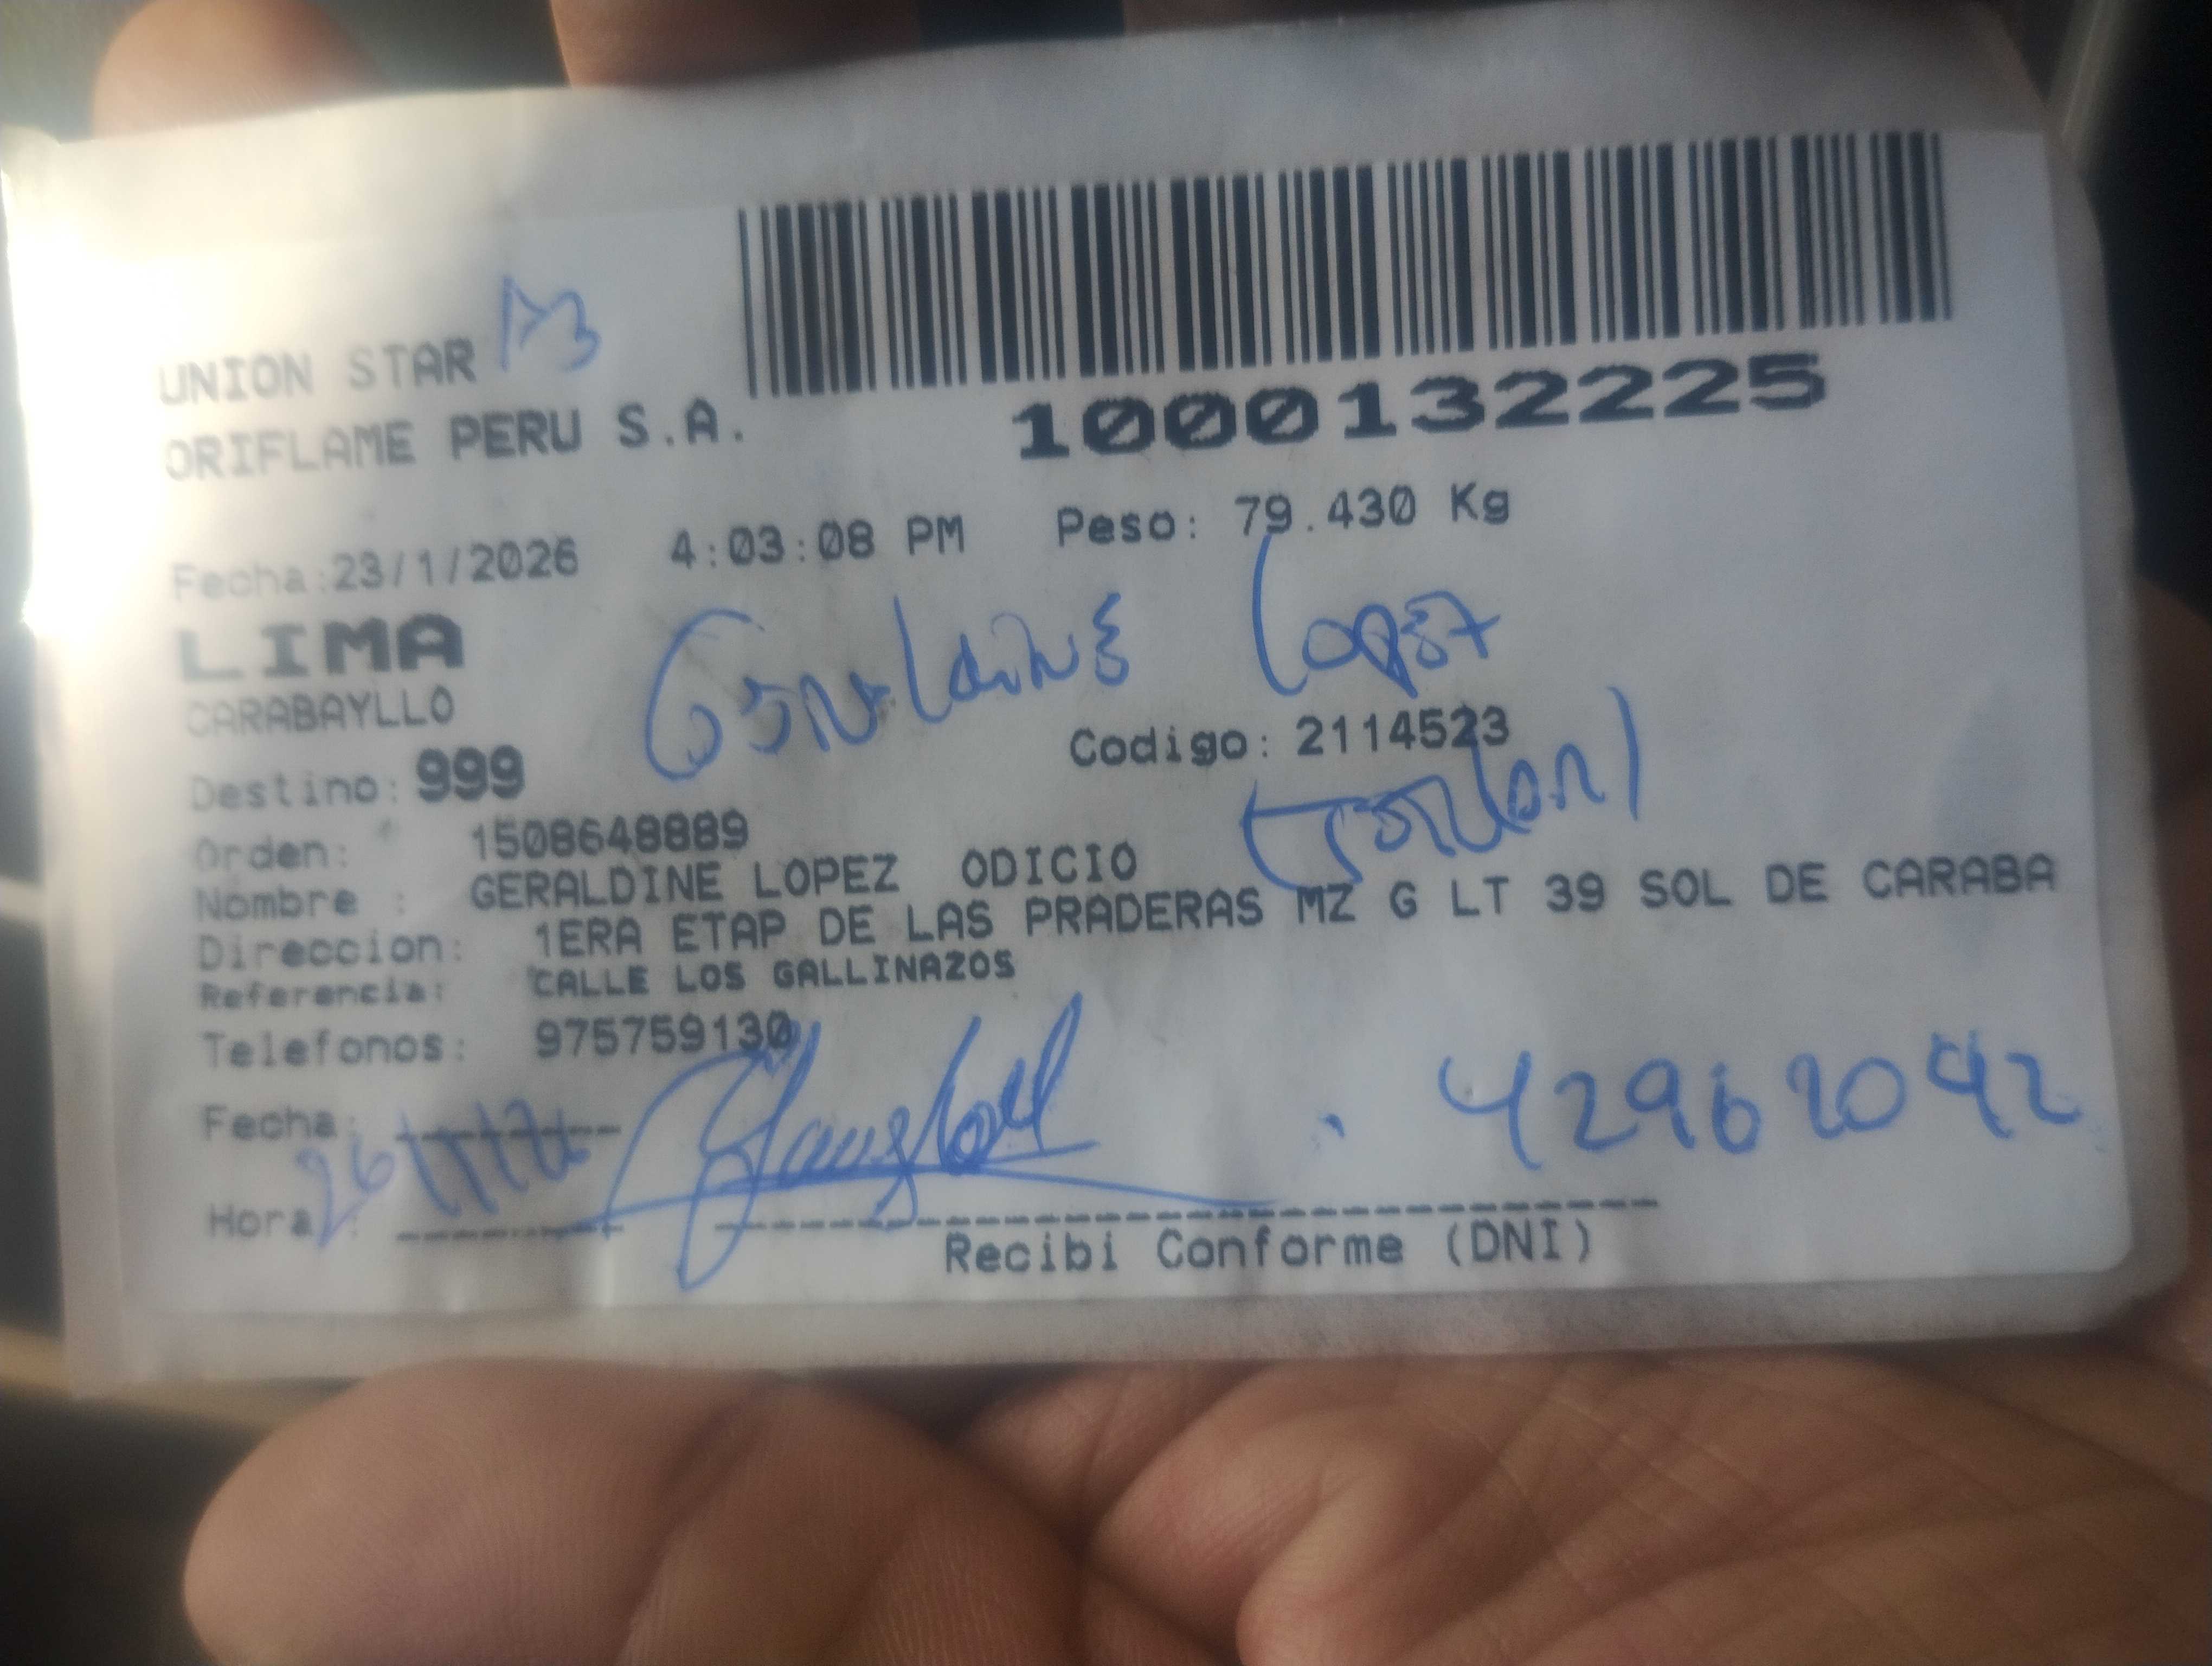 UNION STAR
ORIFLAME PERU S.A.
1000132225
Fecha:23/1/2026 4:03:08 PM Peso: 79.430 Kg
LIMA
CARABAYLLO
Geraldine Lopez
Codigo: 2114523
Destino: 999
Orden: 1508648889
Nombre : GERALDINE LOPEZ ODICIO
Direccion: 1ERA ETAP DE LAS PRADERAS MZ G LT 39 SOL DE CARABA
Referencia: CALLE LOS GALLINAZOS
Telefonos: 975759130
Fecha:
42962042
Hora :
Recibi Conforme (DNI)